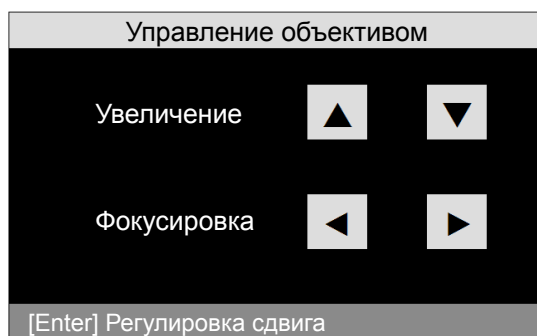 Управление объективом
Увеличение
Фокусировка
[Enter] Регулировка сдвига